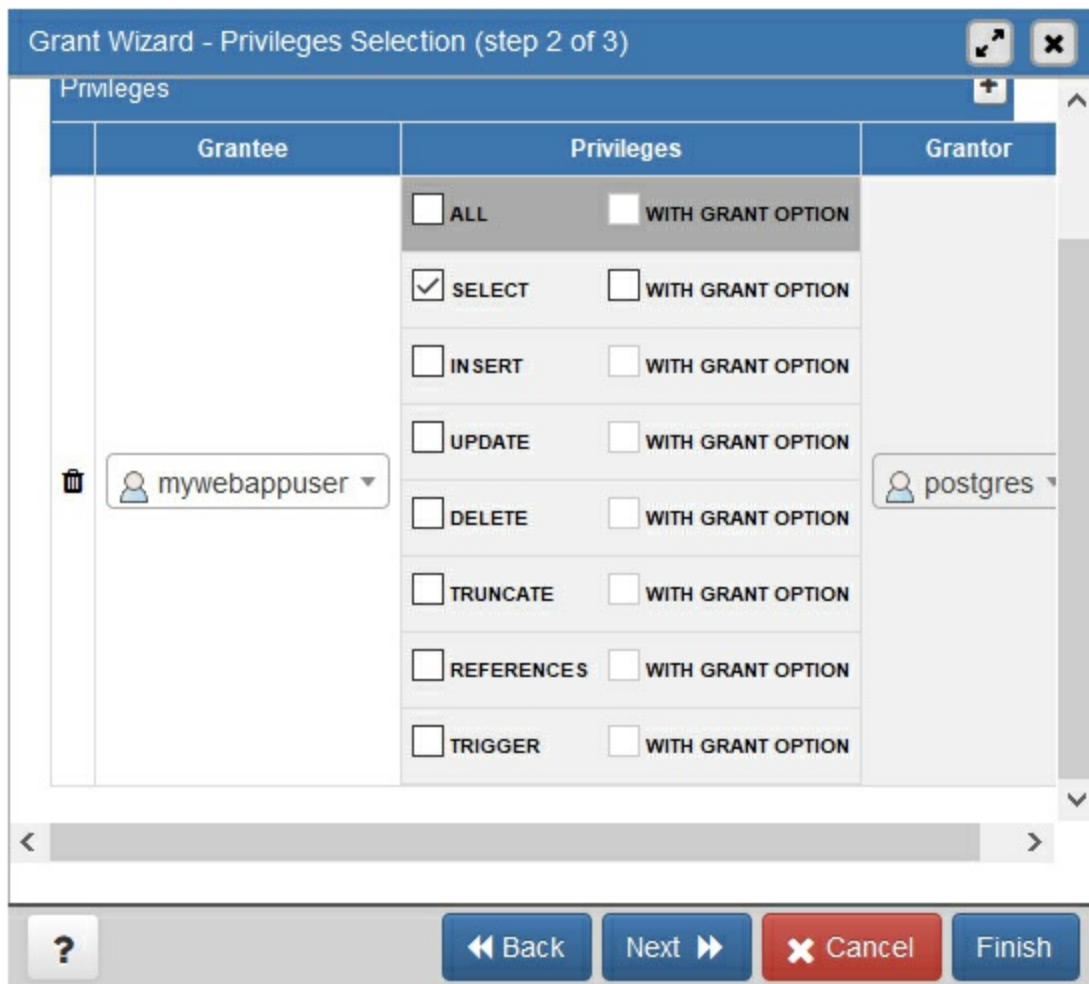 Grant Wizard - Privileges Selection (step 2 of 3)
Privileges
Grantee Privileges Grantor
ALL WITH GRANT OPTION
SELECT WITH GRANT OPTION
INSERT WITH GRANT OPTION
UPDATE WITH GRANT OPTION
mywebappuser postgres
DELETE WITH GRANT OPTION
TRUNCATE WITH GRANT OPTION
REFERENCES WITH GRANT OPTION
TRIGGER WITH GRANT OPTION
? Back Next Cancel Finish